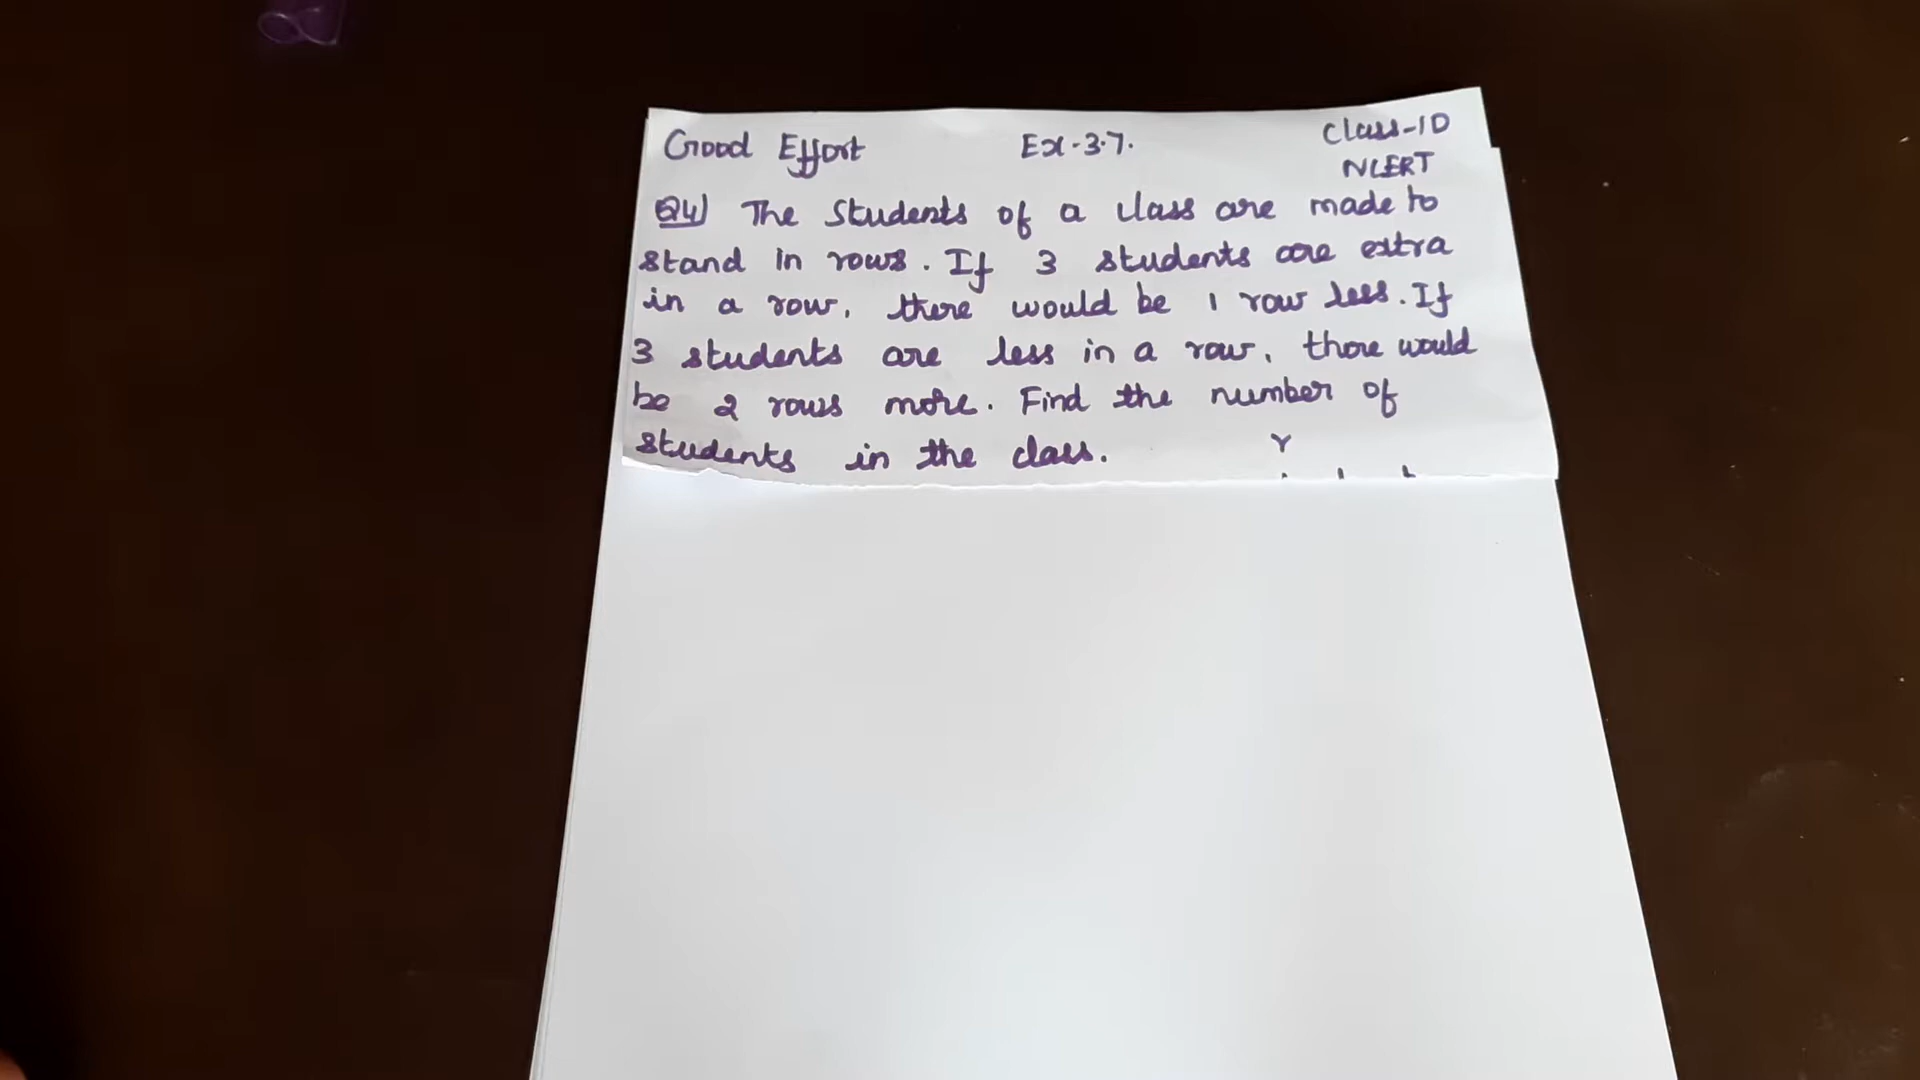 Good Effort Ex-3.7. Class-10
NCERT
Q4) The Students of a class are made to
stand in rows. If 3 students are extra
in a row, there would be 1 row less. If
3 students are less in a row, there would
be 2 rows more. Find the number of
students in the class.